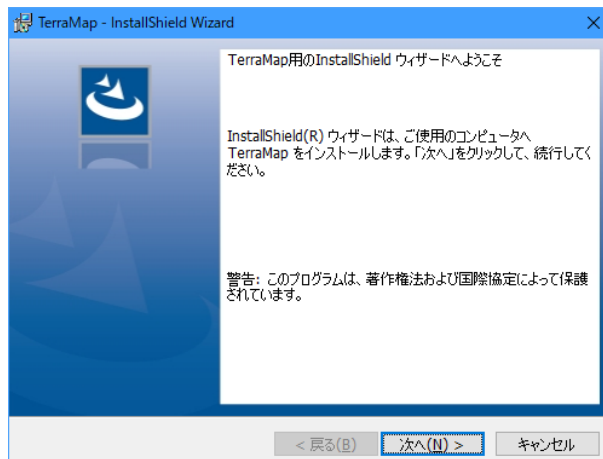 TerraMap - InstallShield Wizard
TerraMap用のInstallShield ウィザードへようこそ
InstallShield(R) ウィザードは、ご使用のコンピュータへ
TerraMap をインストールします。「次へ」をクリックして、続行してく
ださい。
警告: このプログラムは、著作権法および国際協定によって保護
されています。
< 戻る(B)
次へ(N) >
キャンセル